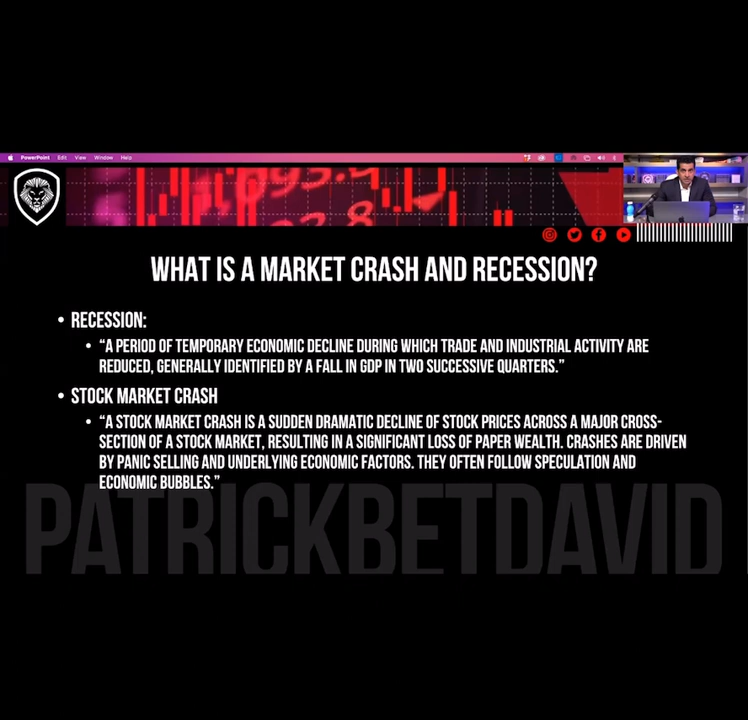 PowerPoint Edit View Window Help
93.4
3.8
WHAT IS A MARKET CRASH AND RECESSION?
• RECESSION:
• “A PERIOD OF TEMPORARY ECONOMIC DECLINE DURING WHICH TRADE AND INDUSTRIAL ACTIVITY ARE
REDUCED, GENERALLY IDENTIFIED BY A FALL IN GDP IN TWO SUCCESSIVE QUARTERS.”
• STOCK MARKET CRASH
• “A STOCK MARKET CRASH IS A SUDDEN DRAMATIC DECLINE OF STOCK PRICES ACROSS A MAJOR CROSS-
SECTION OF A STOCK MARKET, RESULTING IN A SIGNIFICANT LOSS OF PAPER WEALTH. CRASHES ARE DRIVEN
BY PANIC SELLING AND UNDERLYING ECONOMIC FACTORS. THEY OFTEN FOLLOW SPECULATION AND
ECONOMIC BUBBLES.”
PATRICKBETDAVID